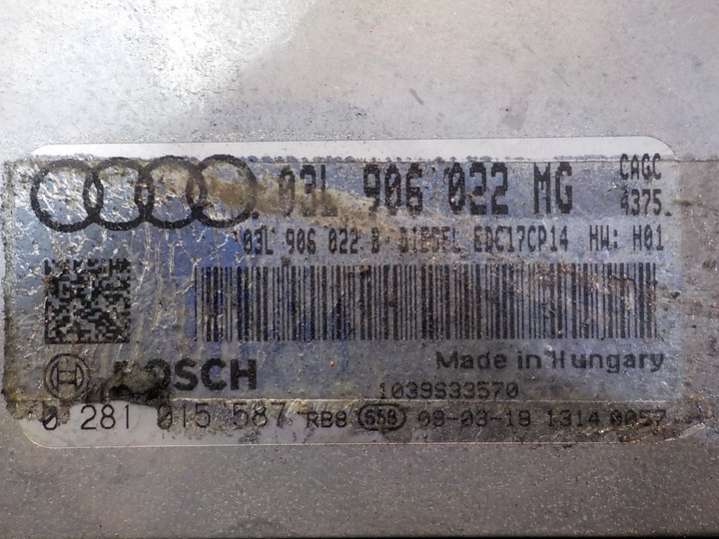 03L 906 022 MG CAGC
4375
03L 906 022 B DIESEL EDC17CP14 HW: H01
BOSCH Made in Hungary
1039S33570
0 281 015 587 RB8 09-03-18 1314 0057